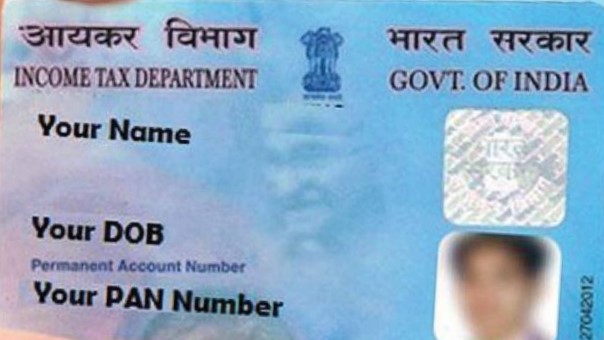 आयकर विभाग
भारत सरकार
INCOME TAX DEPARTMENT
GOVT. OF INDIA
Your Name
Your DOB
Permanent Account Number
Your PAN Number
27042012